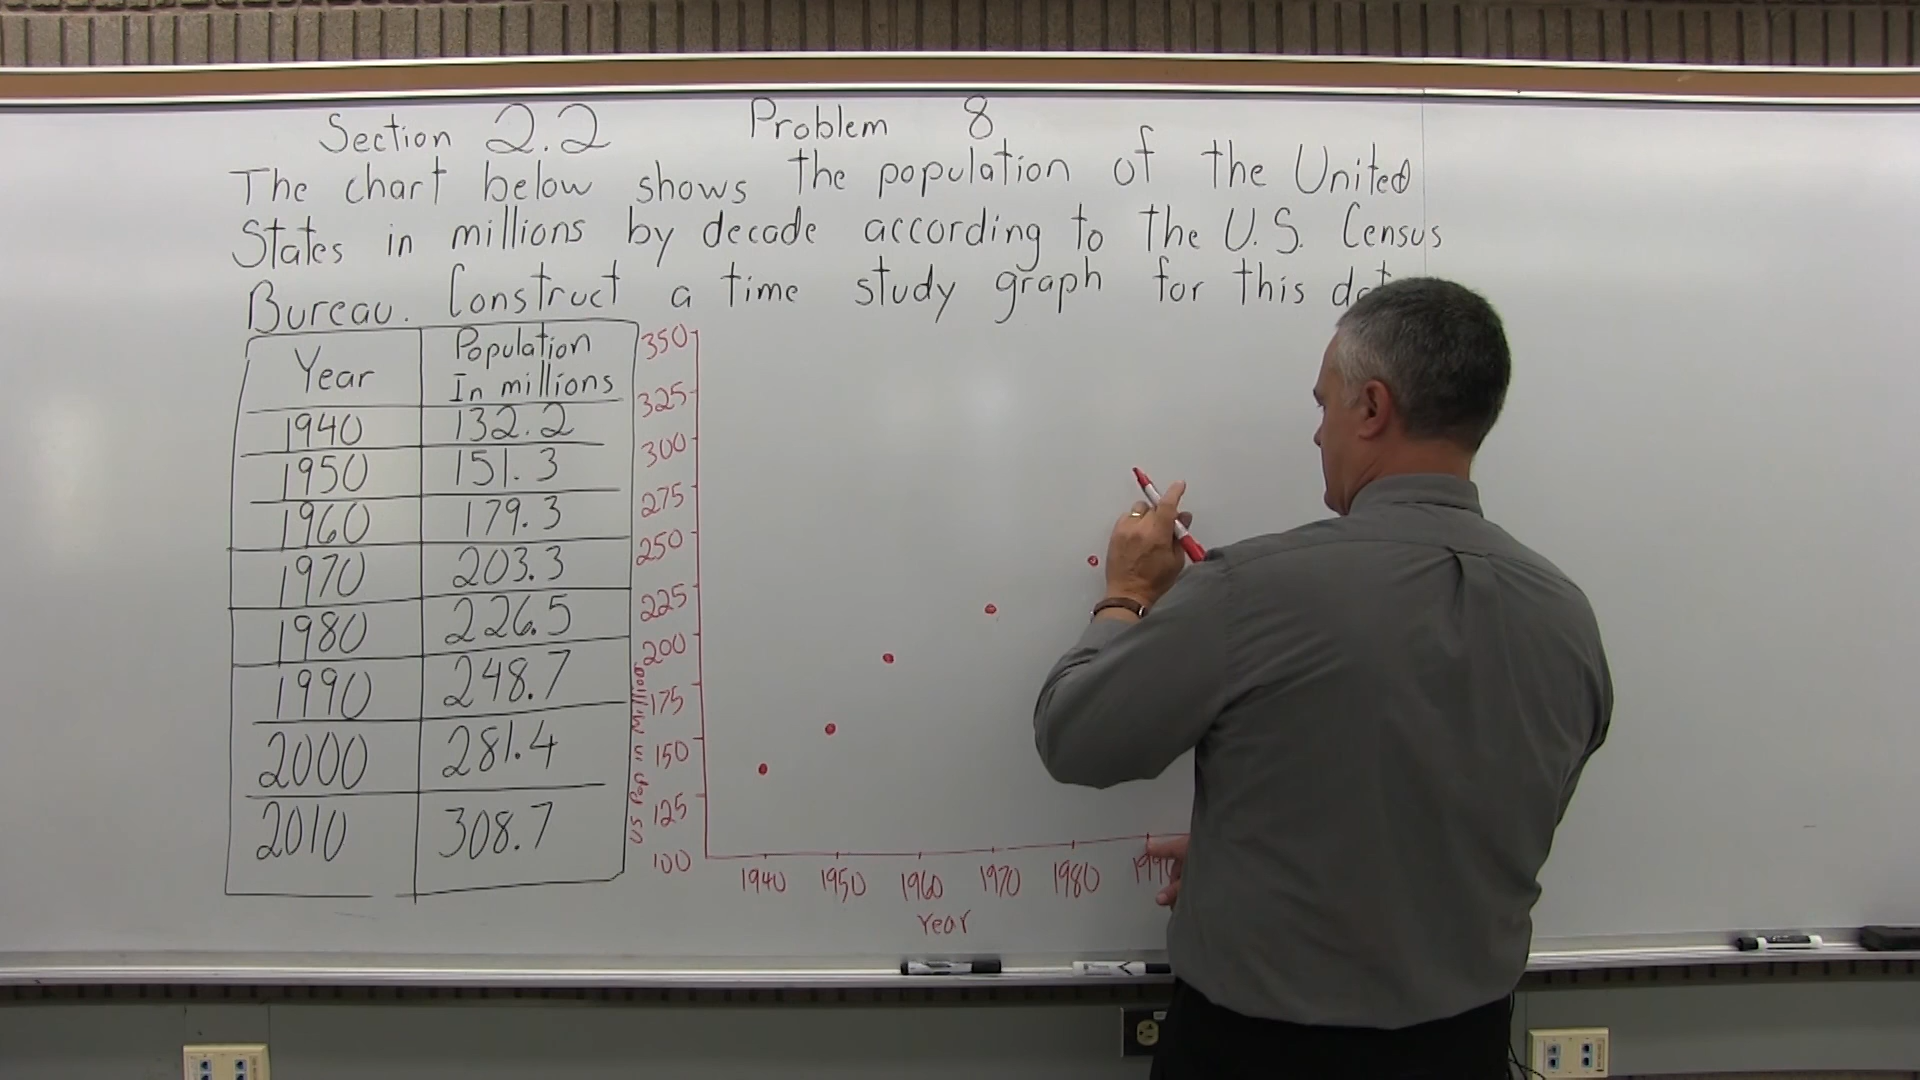 Section 2.2 Problem 8
The chart below shows the population of the United
States in millions by decade according to the U.S. Census
Bureau. Construct a time study graph for this
Year Population In millions
1940 132.2
1950 151.3
1960 179.3
1970 203.3
1980 226.5
1990 248.7
2000 281.4
2010 308.7
350
325
300
275
250
225
200
175
150
125
100
US Pop in Millions
1940 1950 1960 1970 1980 1990
Year